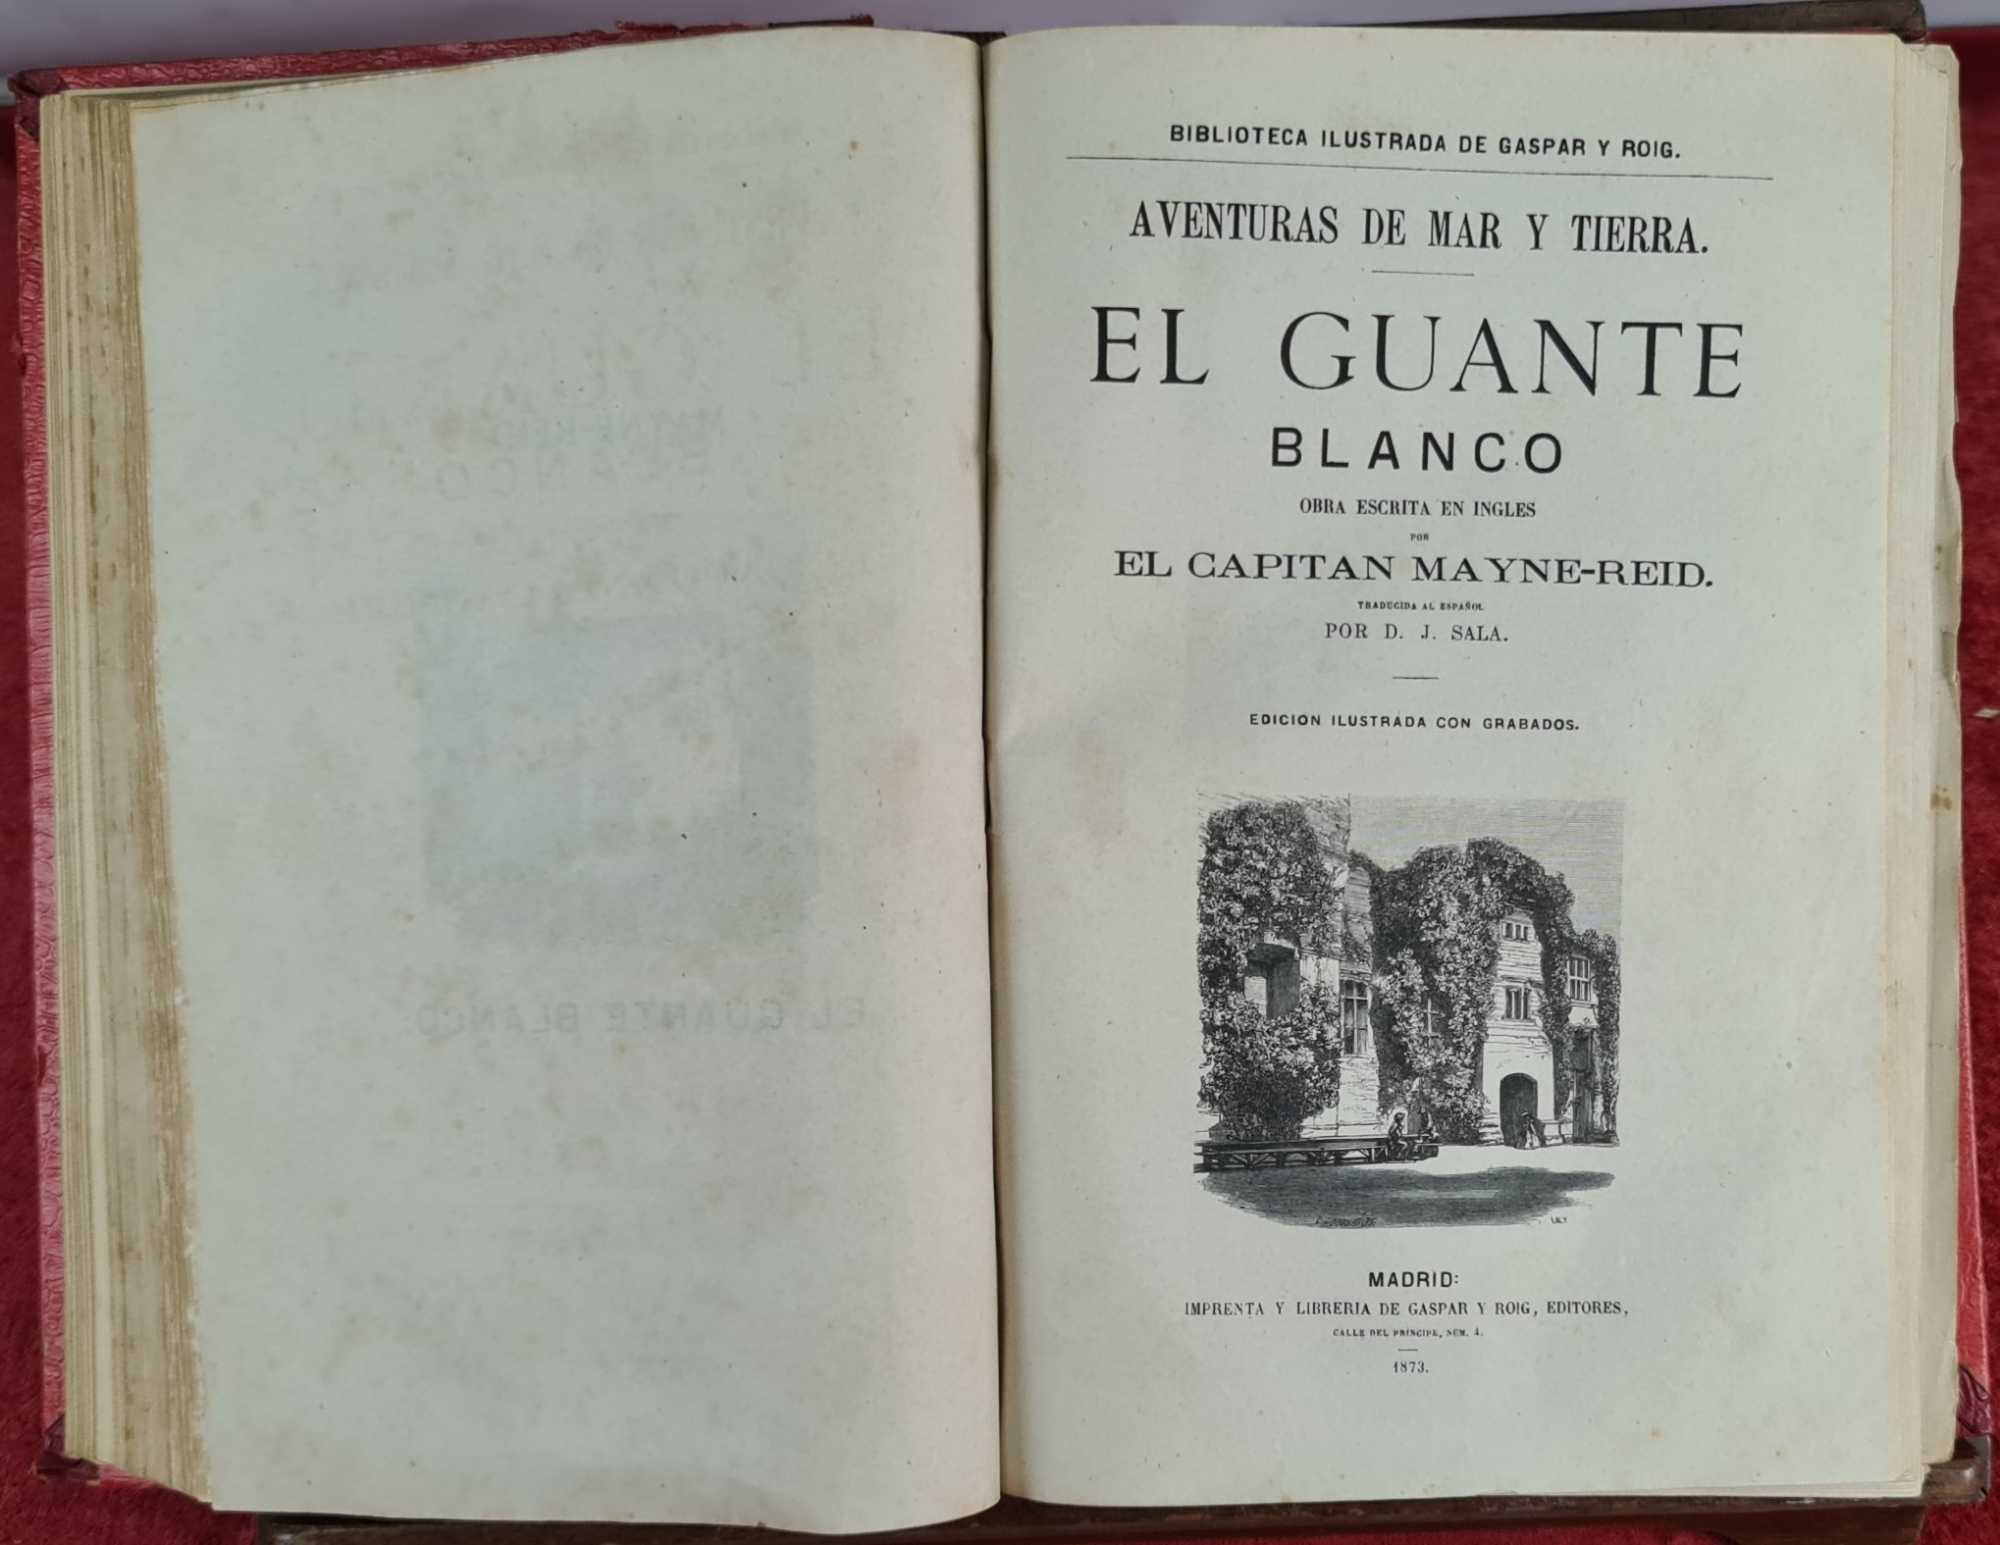 BIBLIOTECA ILUSTRADA DE GASPAR Y ROIG.
AVENTURAS DE MAR Y TIERRA.
EL GUANTE
BLANCO
OBRA ESCRITA EN INGLES
POR
EL CAPITAN MAYNE-REID.
TRADUCIDA AL ESPAÑOL
POR D. J. SALA.
EDICION ILUSTRADA CON GRABADOS.
MADRID:
IMPRENTA Y LIBRERIA DE GASPAR Y ROIG, EDITORES,
CALLE DEL PRÍNCIPE, NÚM. 4.
1873.